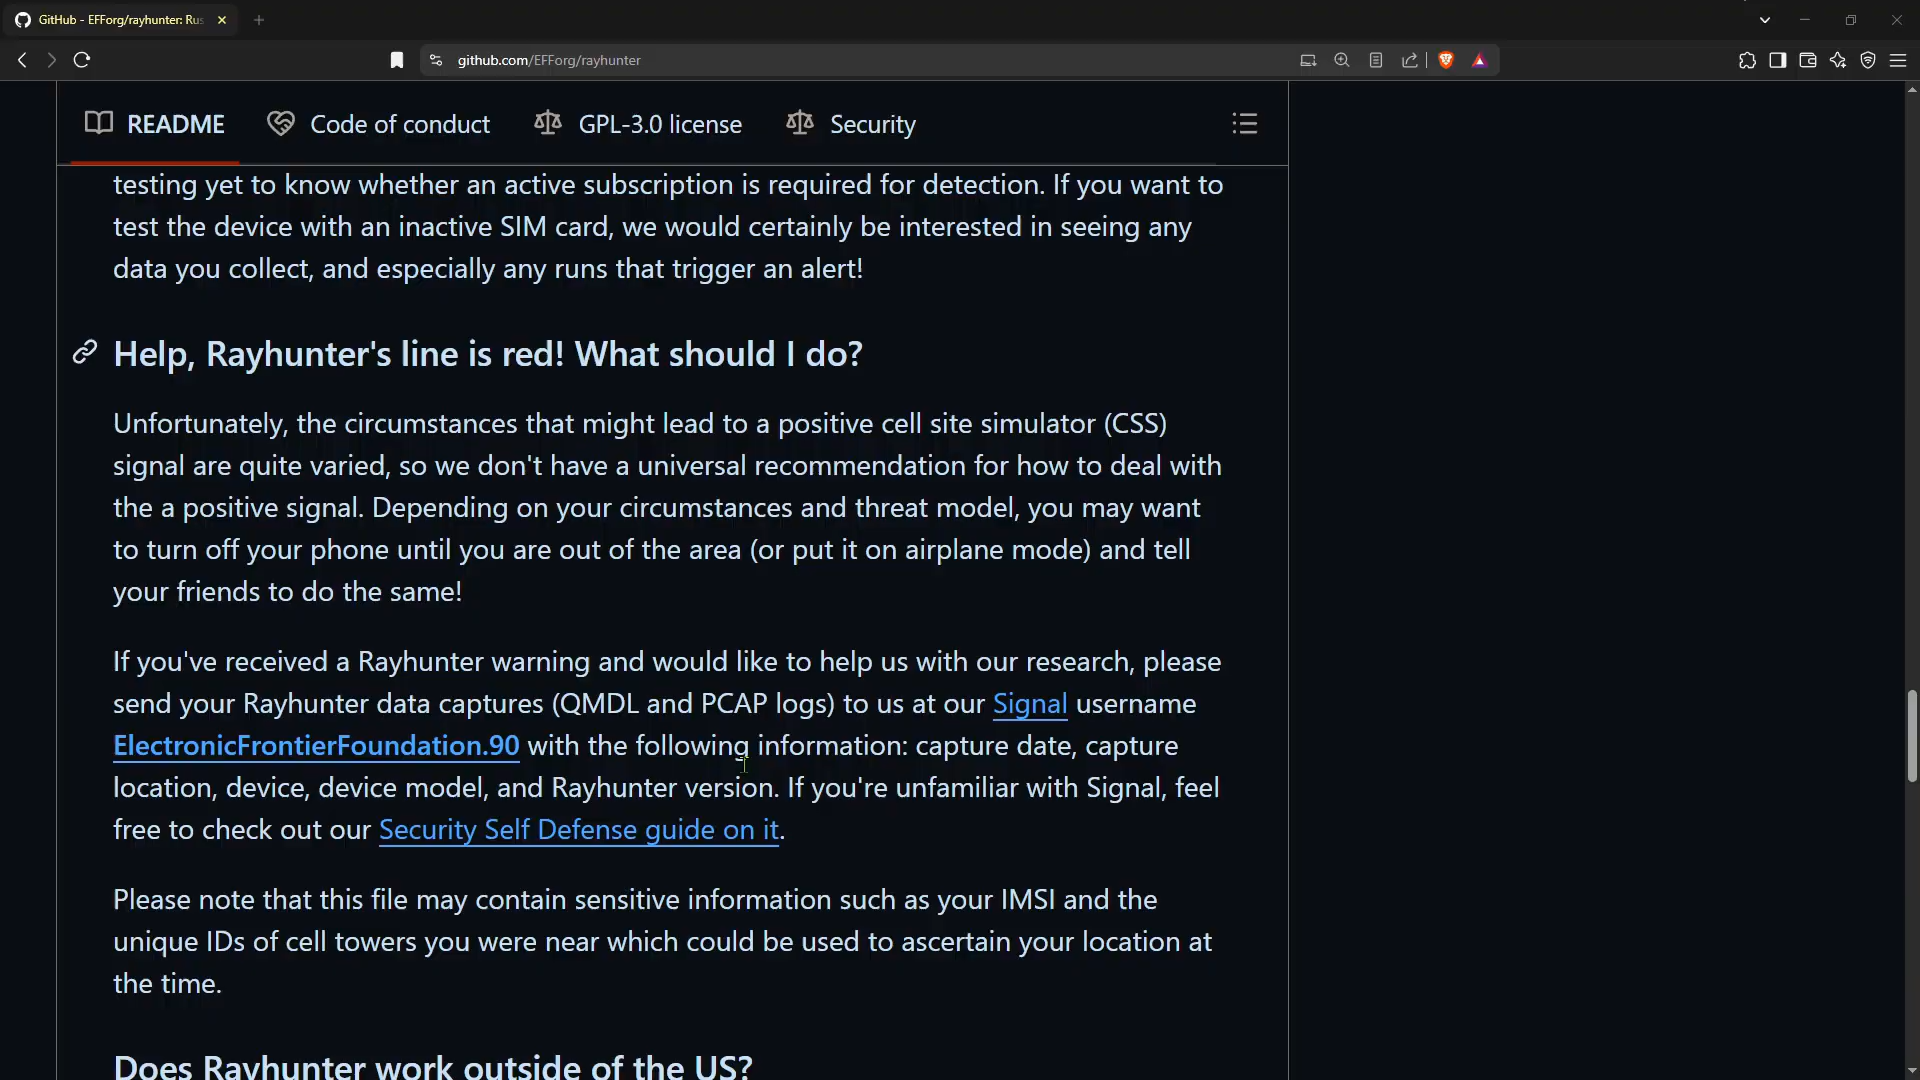 GitHub - EFForg/rayhunter: Rus
github.com/EFForg/rayhunter
README
Code of conduct
GPL-3.0 license
Security
testing yet to know whether an active subscription is required for detection. If you want to
test the device with an inactive SIM card, we would certainly be interested in seeing any
data you collect, and especially any runs that trigger an alert!
Help, Rayhunter's line is red! What should I do?
Unfortunately, the circumstances that might lead to a positive cell site simulator (CSS)
signal are quite varied, so we don't have a universal recommendation for how to deal with
the a positive signal. Depending on your circumstances and threat model, you may want
to turn off your phone until you are out of the area (or put it on airplane mode) and tell
your friends to do the same!
If you've received a Rayhunter warning and would like to help us with our research, please
send your Rayhunter data captures (QMDL and PCAP logs) to us at our Signal username
ElectronicFrontierFoundation.90 with the following information: capture date, capture
location, device, device model, and Rayhunter version. If you're unfamiliar with Signal, feel
free to check out our Security Self Defense guide on it.
Please note that this file may contain sensitive information such as your IMSI and the
unique IDs of cell towers you were near which could be used to ascertain your location at
the time.
Does Rayhunter work outside of the US?